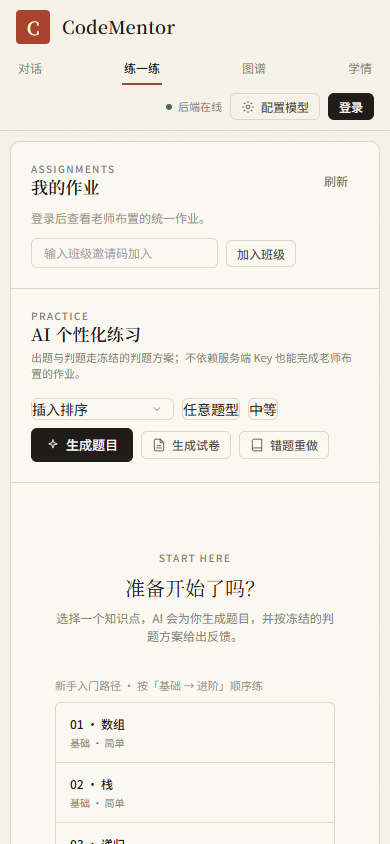 C CodeMentor
对话 练一练 图谱 学情
后端在线 配置模型 登录
ASSIGNMENTS
我的作业
刷新
登录后查看老师布置的统一作业。
输入班级邀请码加入 加入班级
PRACTICE
AI 个性化练习
出题与判题走冻结的判题方案；不依赖服务端 Key 也能完成老师布
置的作业。
插入排序 任意题型 中等
生成题目 生成试卷 错题重做
START HERE
准备开始了吗？
选择一个知识点，AI 会为你生成题目，并按冻结的判
题方案给出反馈。
新手入门路径 · 按「基础 → 进阶」顺序练
01 · 数组
基础 · 简单
02 · 栈
基础 · 简单
03 · 递归